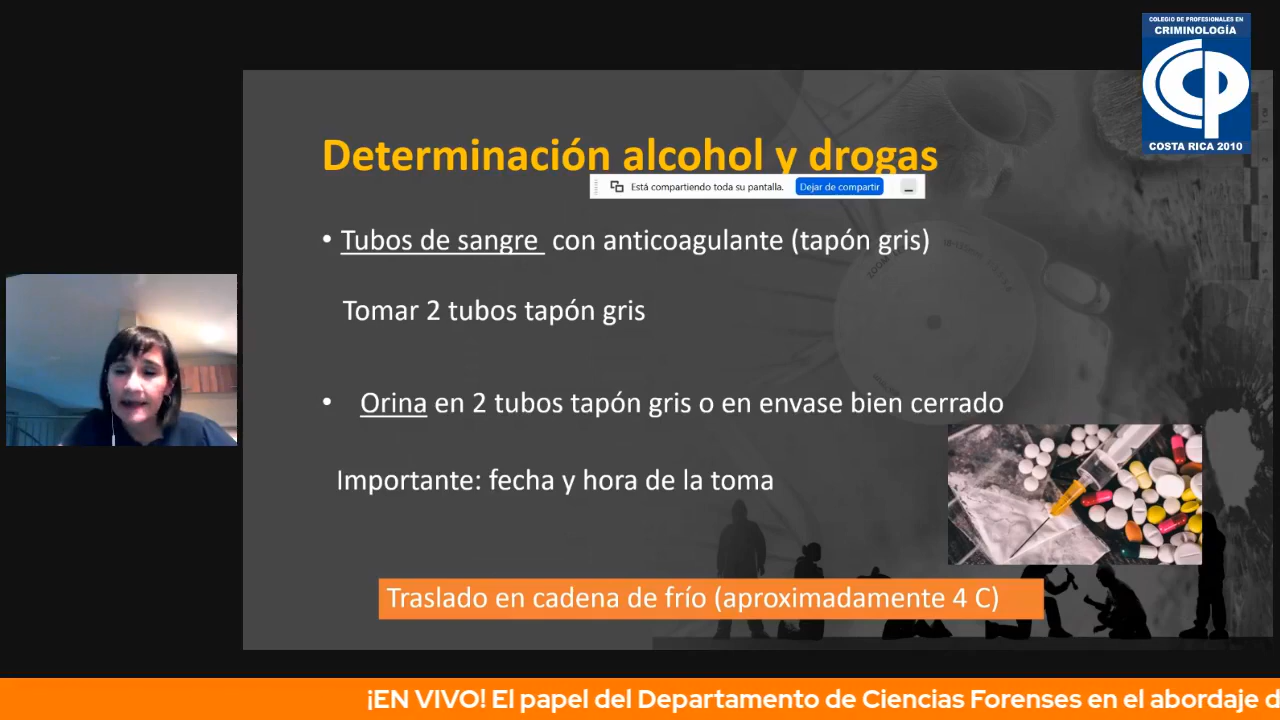 COLEGIO DE PROFESIONALES EN
CRIMINOLOGÍA
COSTA RICA 2010
Determinación alcohol y drogas
Está compartiendo toda su pantalla.
Dejar de compartir
• Tubos de sangre con anticoagulante (tapón gris)
Tomar 2 tubos tapón gris
• Orina en 2 tubos tapón gris o en envase bien cerrado
Importante: fecha y hora de la toma
Traslado en cadena de frío (aproximadamente 4 C)
¡EN VIVO! El papel del Departamento de Ciencias Forenses en el abordaje d